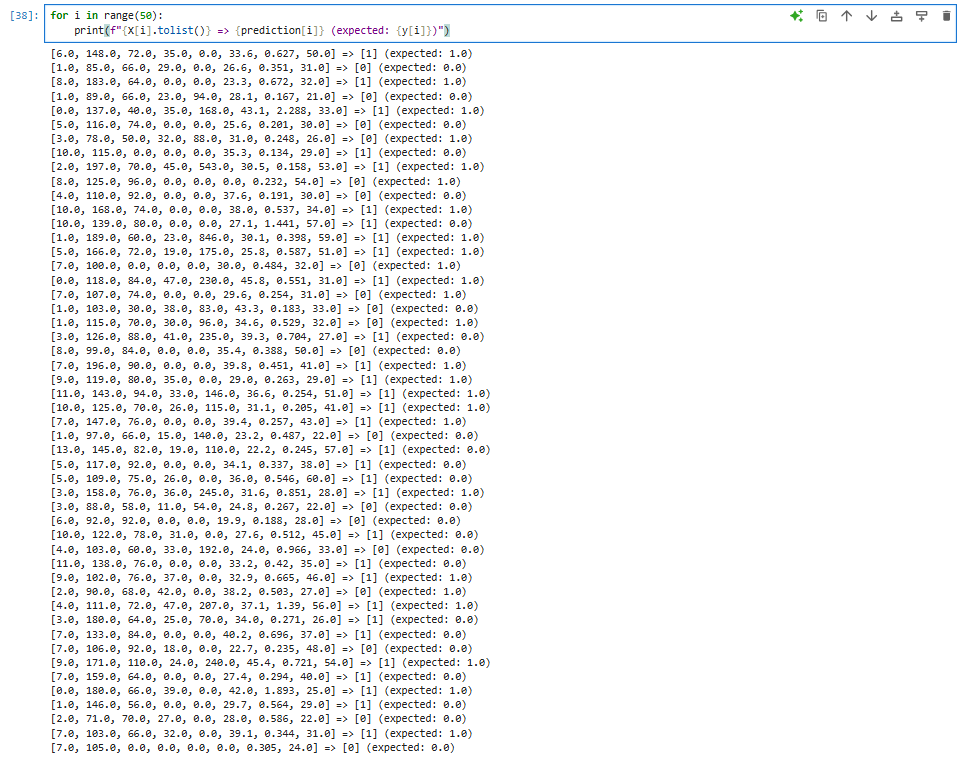 [38]: for i in range(50):
print(f"{X[i].tolist()} => {prediction[i]} (expected: {y[i]})")
[6.0, 148.0, 72.0, 35.0, 0.0, 33.6, 0.627, 50.0] => [1] (expected: 1.0)
[1.0, 85.0, 66.0, 29.0, 0.0, 26.6, 0.351, 31.0] => [0] (expected: 0.0)
[8.0, 183.0, 64.0, 0.0, 0.0, 23.3, 0.672, 32.0] => [1] (expected: 1.0)
[1.0, 89.0, 66.0, 23.0, 94.0, 28.1, 0.167, 21.0] => [0] (expected: 0.0)
[0.0, 137.0, 40.0, 35.0, 168.0, 43.1, 2.288, 33.0] => [1] (expected: 1.0)
[5.0, 116.0, 74.0, 0.0, 0.0, 25.6, 0.201, 30.0] => [0] (expected: 0.0)
[3.0, 78.0, 50.0, 32.0, 88.0, 31.0, 0.248, 26.0] => [0] (expected: 1.0)
[10.0, 115.0, 0.0, 0.0, 0.0, 35.3, 0.134, 29.0] => [1] (expected: 0.0)
[2.0, 197.0, 70.0, 45.0, 543.0, 30.5, 0.158, 53.0] => [1] (expected: 1.0)
[8.0, 125.0, 96.0, 0.0, 0.0, 0.0, 0.232, 54.0] => [0] (expected: 1.0)
[4.0, 110.0, 92.0, 0.0, 0.0, 37.6, 0.191, 30.0] => [0] (expected: 0.0)
[10.0, 168.0, 74.0, 0.0, 0.0, 38.0, 0.537, 34.0] => [1] (expected: 1.0)
[10.0, 139.0, 80.0, 0.0, 0.0, 27.1, 1.441, 57.0] => [1] (expected: 0.0)
[1.0, 189.0, 60.0, 23.0, 846.0, 30.1, 0.398, 59.0] => [1] (expected: 1.0)
[5.0, 166.0, 72.0, 19.0, 175.0, 25.8, 0.587, 51.0] => [1] (expected: 1.0)
[7.0, 100.0, 0.0, 0.0, 0.0, 30.0, 0.484, 32.0] => [0] (expected: 1.0)
[0.0, 118.0, 84.0, 47.0, 230.0, 45.8, 0.551, 31.0] => [1] (expected: 1.0)
[7.0, 107.0, 74.0, 0.0, 0.0, 29.6, 0.254, 31.0] => [0] (expected: 1.0)
[1.0, 103.0, 30.0, 38.0, 83.0, 43.3, 0.183, 33.0] => [0] (expected: 0.0)
[1.0, 115.0, 70.0, 30.0, 96.0, 34.6, 0.529, 32.0] => [0] (expected: 1.0)
[3.0, 126.0, 88.0, 41.0, 235.0, 39.3, 0.704, 27.0] => [1] (expected: 0.0)
[8.0, 99.0, 84.0, 0.0, 0.0, 35.4, 0.388, 50.0] => [0] (expected: 0.0)
[7.0, 196.0, 90.0, 0.0, 0.0, 39.8, 0.451, 41.0] => [1] (expected: 1.0)
[9.0, 119.0, 80.0, 35.0, 0.0, 29.0, 0.263, 29.0] => [1] (expected: 1.0)
[11.0, 143.0, 94.0, 33.0, 146.0, 36.6, 0.254, 51.0] => [1] (expected: 1.0)
[10.0, 125.0, 70.0, 26.0, 115.0, 31.1, 0.205, 41.0] => [1] (expected: 1.0)
[7.0, 147.0, 76.0, 0.0, 0.0, 39.4, 0.257, 43.0] => [1] (expected: 1.0)
[1.0, 97.0, 66.0, 15.0, 140.0, 23.2, 0.487, 22.0] => [0] (expected: 0.0)
[13.0, 145.0, 82.0, 19.0, 110.0, 22.2, 0.245, 57.0] => [1] (expected: 0.0)
[5.0, 117.0, 92.0, 0.0, 0.0, 34.1, 0.337, 38.0] => [1] (expected: 0.0)
[5.0, 109.0, 75.0, 26.0, 0.0, 36.0, 0.546, 60.0] => [1] (expected: 0.0)
[3.0, 158.0, 76.0, 36.0, 245.0, 31.6, 0.851, 28.0] => [1] (expected: 1.0)
[3.0, 88.0, 58.0, 11.0, 54.0, 24.8, 0.267, 22.0] => [0] (expected: 0.0)
[6.0, 92.0, 92.0, 0.0, 0.0, 19.9, 0.188, 28.0] => [0] (expected: 0.0)
[10.0, 122.0, 78.0, 31.0, 0.0, 27.6, 0.512, 45.0] => [1] (expected: 0.0)
[4.0, 103.0, 60.0, 33.0, 192.0, 24.0, 0.966, 33.0] => [0] (expected: 0.0)
[11.0, 138.0, 76.0, 0.0, 0.0, 33.2, 0.42, 35.0] => [1] (expected: 0.0)
[9.0, 102.0, 76.0, 37.0, 0.0, 32.9, 0.665, 46.0] => [1] (expected: 1.0)
[2.0, 90.0, 68.0, 42.0, 0.0, 38.2, 0.503, 27.0] => [0] (expected: 1.0)
[4.0, 111.0, 72.0, 47.0, 207.0, 37.1, 1.39, 56.0] => [1] (expected: 1.0)
[3.0, 180.0, 64.0, 25.0, 70.0, 34.0, 0.271, 26.0] => [1] (expected: 0.0)
[7.0, 133.0, 84.0, 0.0, 0.0, 40.2, 0.696, 37.0] => [1] (expected: 0.0)
[7.0, 106.0, 92.0, 18.0, 0.0, 22.7, 0.235, 48.0] => [0] (expected: 0.0)
[9.0, 171.0, 110.0, 24.0, 240.0, 45.4, 0.721, 54.0] => [1] (expected: 1.0)
[7.0, 159.0, 64.0, 0.0, 0.0, 27.4, 0.294, 40.0] => [1] (expected: 0.0)
[0.0, 180.0, 66.0, 39.0, 0.0, 42.0, 1.893, 25.0] => [1] (expected: 1.0)
[1.0, 146.0, 56.0, 0.0, 0.0, 29.7, 0.564, 29.0] => [1] (expected: 0.0)
[2.0, 71.0, 70.0, 27.0, 0.0, 28.0, 0.586, 22.0] => [0] (expected: 0.0)
[7.0, 103.0, 66.0, 32.0, 0.0, 39.1, 0.344, 31.0] => [1] (expected: 1.0)
[7.0, 105.0, 0.0, 0.0, 0.0, 0.0, 0.305, 24.0] => [0] (expected: 0.0)